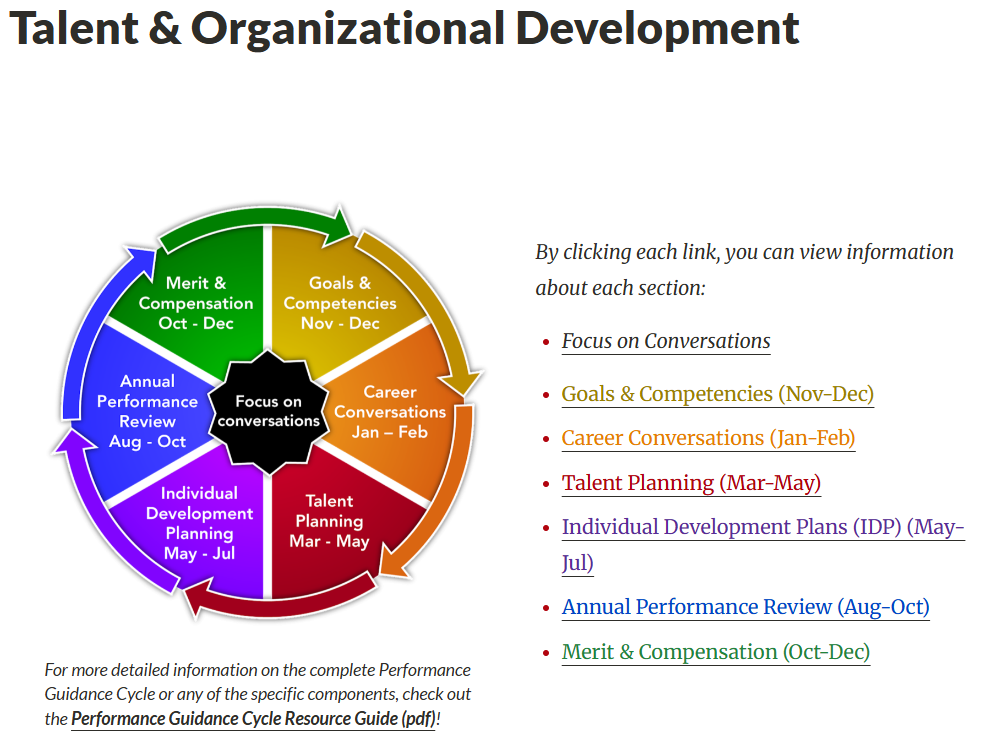 Talent & Organizational Development
Merit &
Compensation
Oct - Dec
Goals &
Competencies
Nov - Dec
Career
Conversations
Jan – Feb
Talent
Planning
Mar - May
Individual
Development
Planning
May - Jul
Annual
Performance
Review
Aug - Oct
Focus on
conversations
For more detailed information on the complete Performance
Guidance Cycle or any of the specific components, check out
the Performance Guidance Cycle Resource Guide (pdf)!
By clicking each link, you can view information
about each section:
• Focus on Conversations
• Goals & Competencies (Nov-Dec)
• Career Conversations (Jan-Feb)
• Talent Planning (Mar-May)
• Individual Development Plans (IDP) (May-
Jul)
• Annual Performance Review (Aug-Oct)
• Merit & Compensation (Oct-Dec)